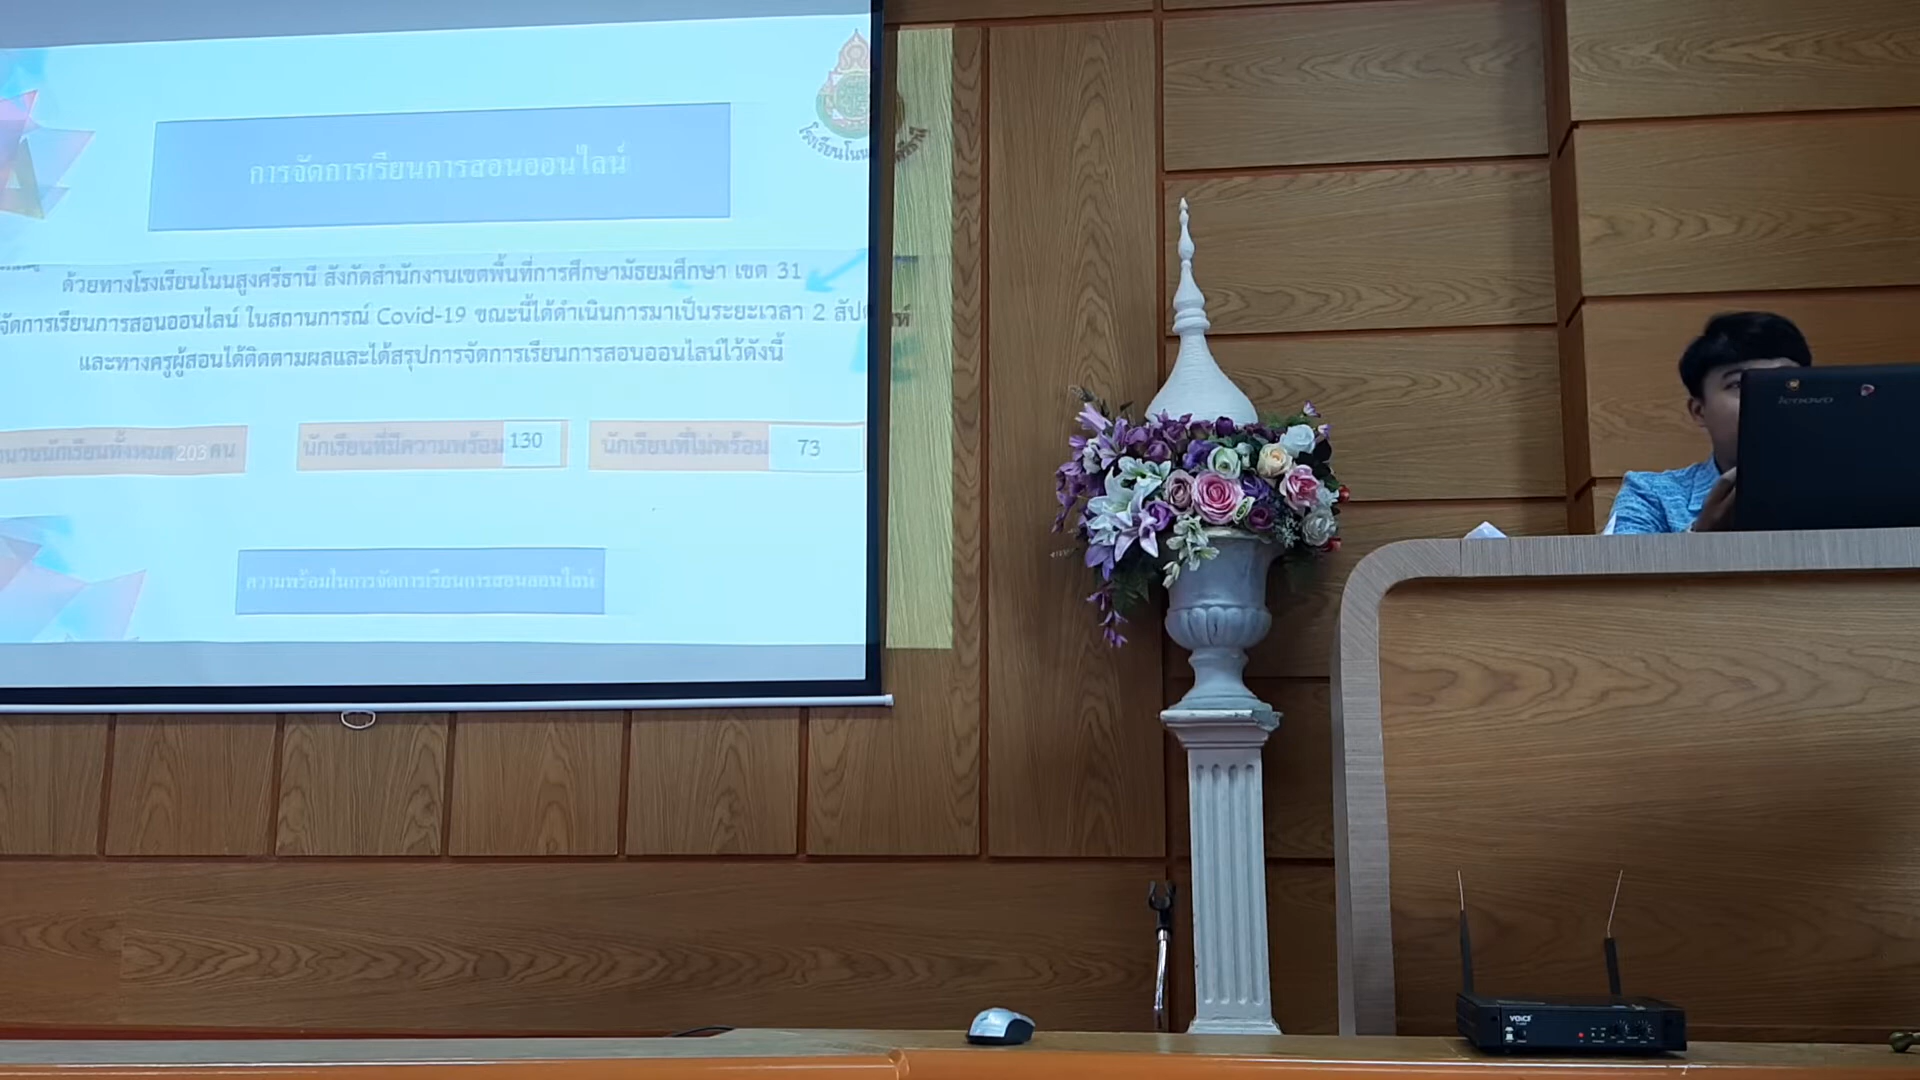 การจัดการเรียนการสอนออนไลน์
ด้วยทางโรงเรียนโนนสูงศรีธานี สังกัดสำนักงานเขตพื้นที่การศึกษามัธยมศึกษา เขต 31
จัดการเรียนการสอนออนไลน์ ในสถานการณ์ Covid-19 ขณะนี้ได้ดำเนินการมาเป็นระยะเวลา 2 สัปดาห์
และทางครูผู้สอนได้ติดตามผลและได้สรุปการจัดการเรียนการสอนออนไลน์ไว้ดังนี้
นวนนักเรียนทั้งหมด 203 คน
นักเรียนที่มีความพร้อม 130
นักเรียนที่ไม่พร้อม 73
ความพร้อมในการจัดการเรียนการสอนออนไลน์
lenovo
VOICE